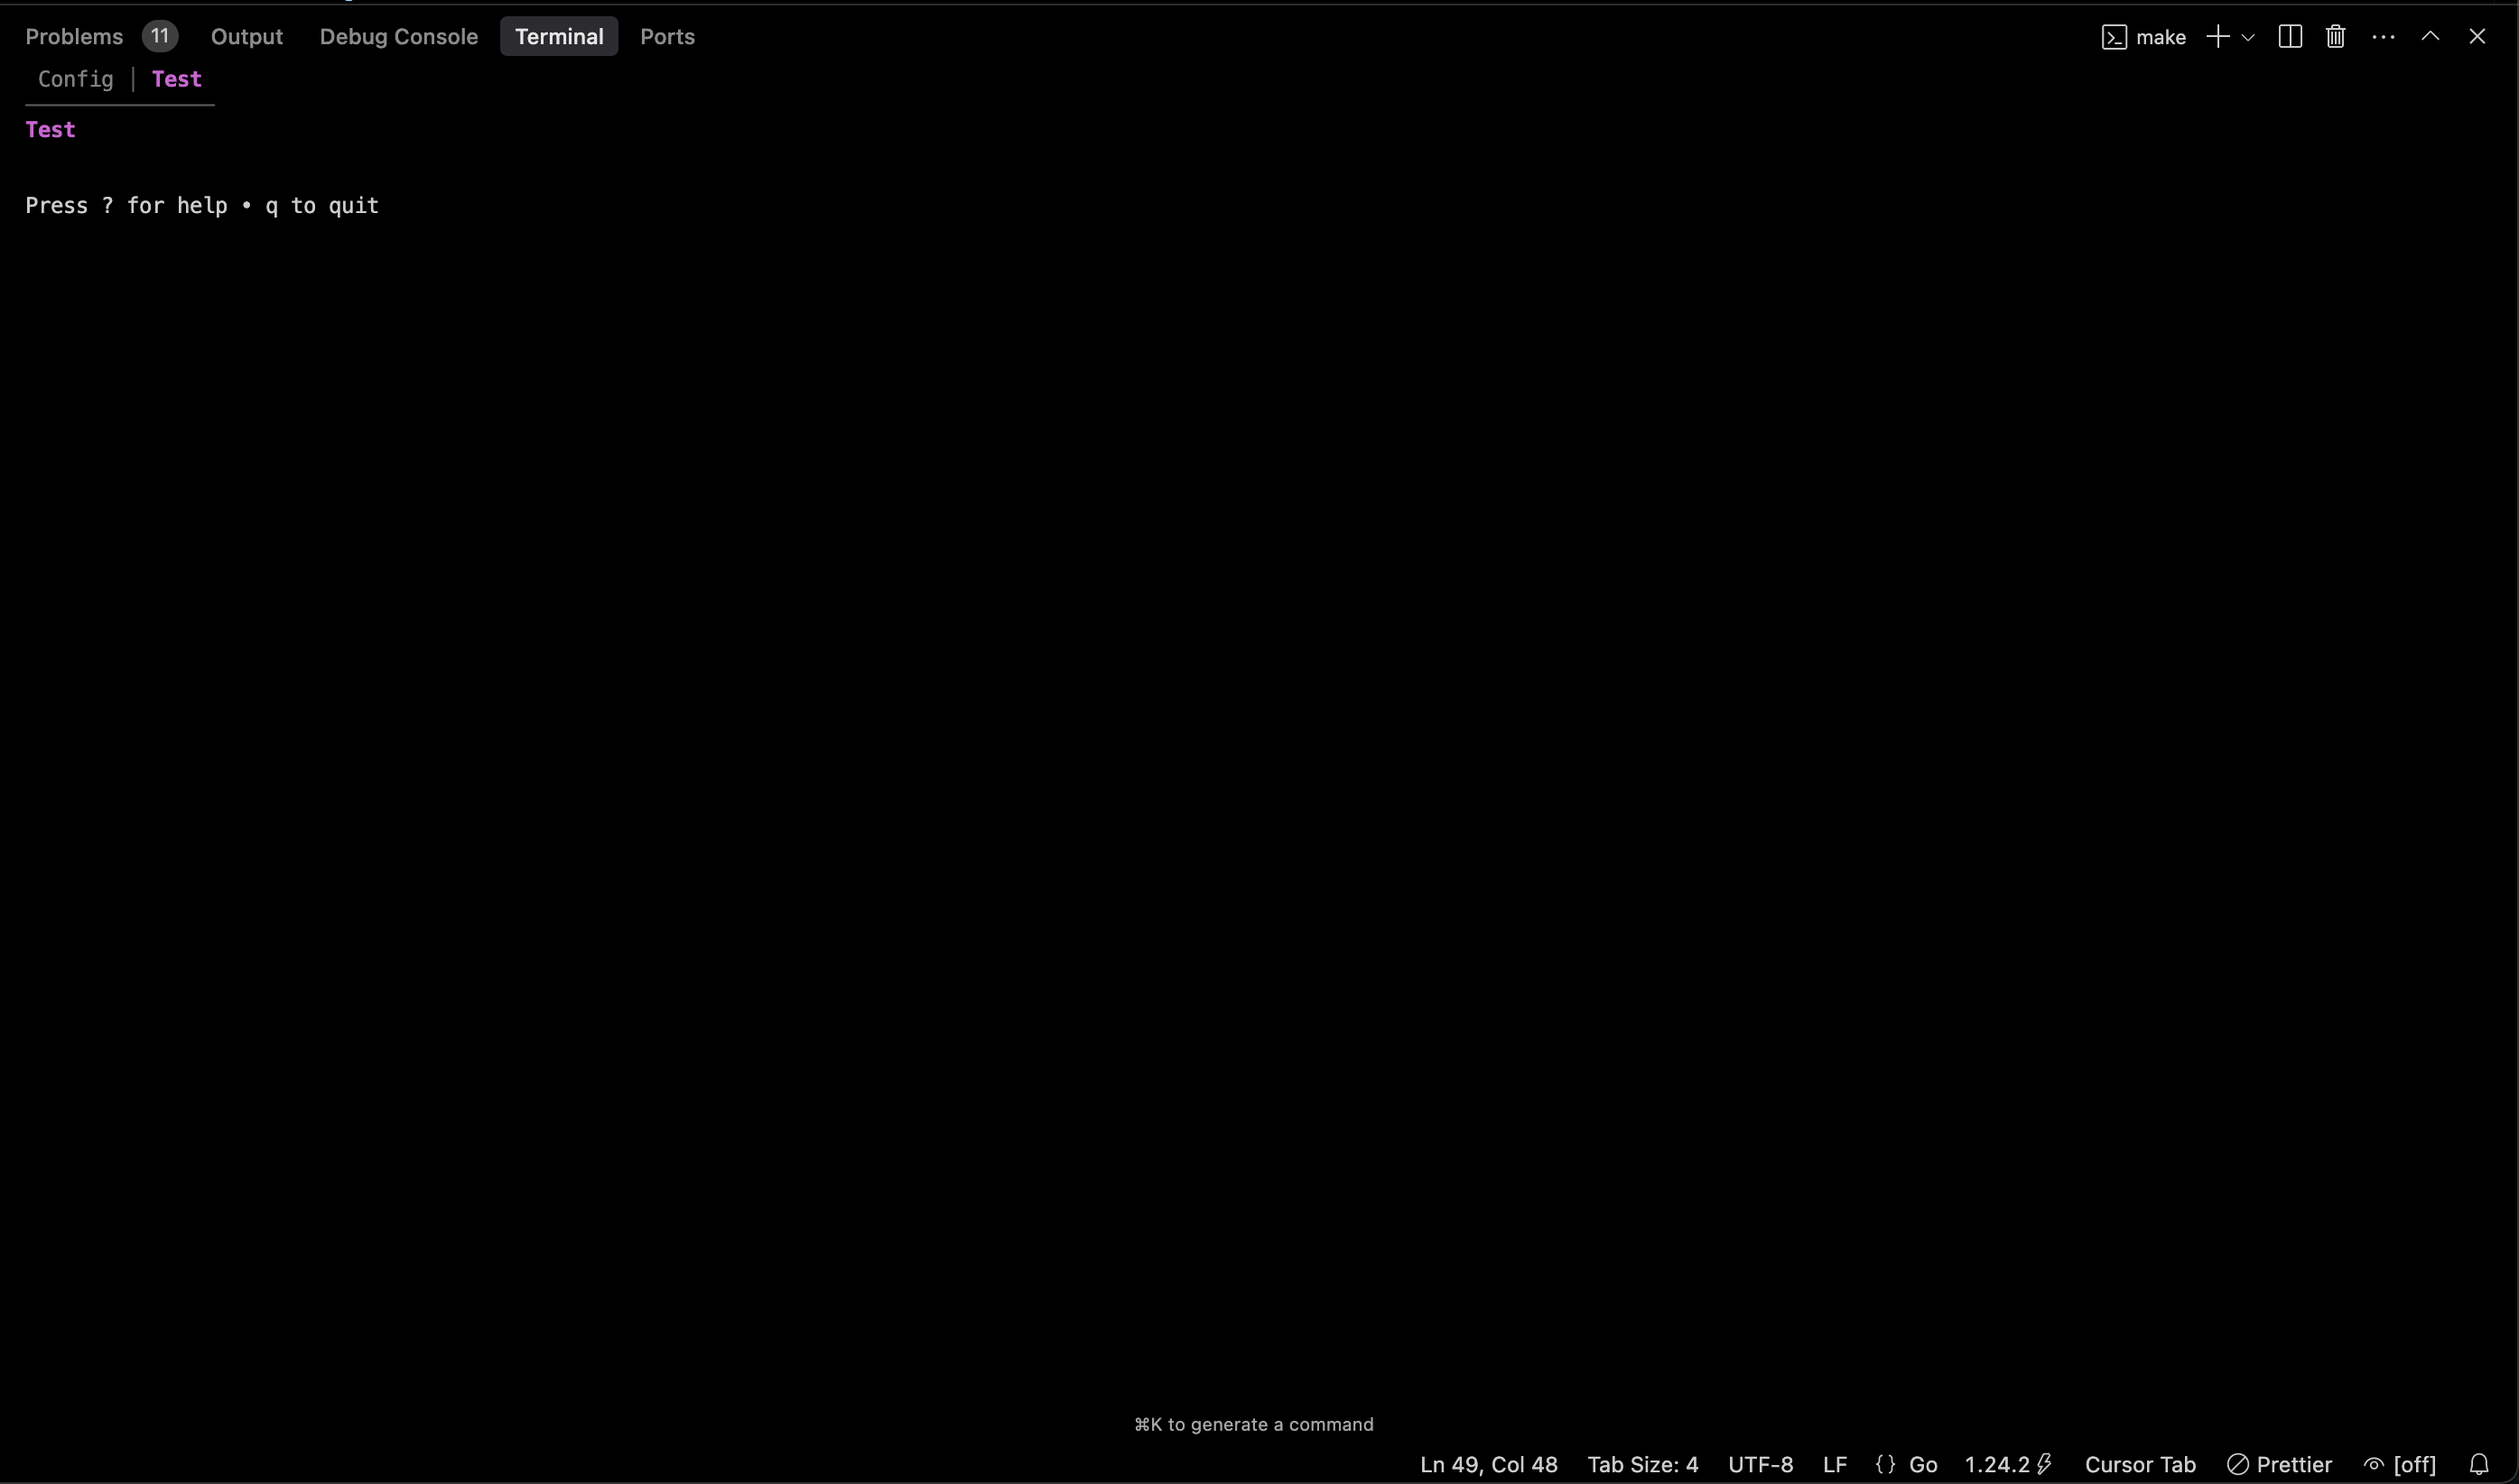 Problems 11 Output Debug Console Terminal Ports make
Config | Test
Test
Press ? for help • q to quit
⌘K to generate a command
Ln 49, Col 48 Tab Size: 4 UTF-8 LF {} Go 1.24.2 Cursor Tab Prettier [off]